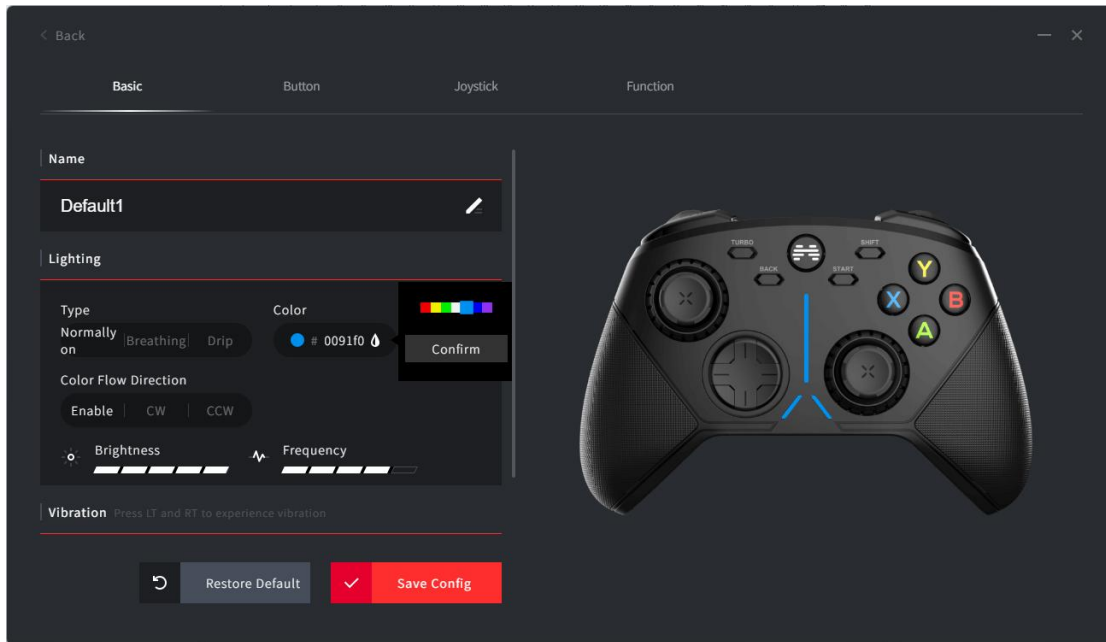 < Back
Basic Button Joystick Function
Name
Default1
Lighting
Type Color
Normally on Breathing Drip # 0091f0
Confirm
Color Flow Direction
Enable CW CCW
Brightness Frequency
Vibration Press LT and RT to experience vibration
Restore Default Save Config
TURBO SHIFT
BACK START
Y
X B
A